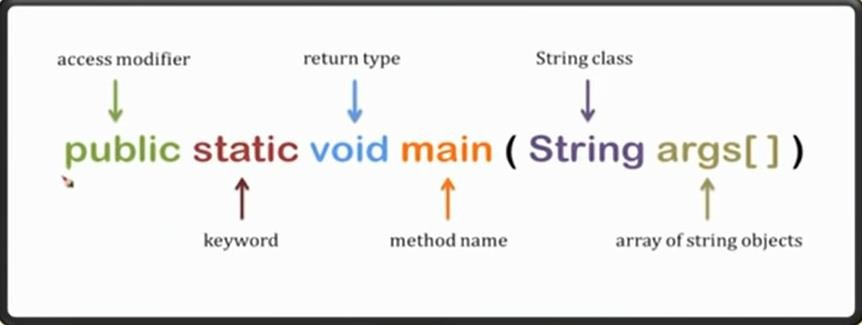 access modifier return type String class
public static void main ( String args[ ] )
keyword method name array of string objects